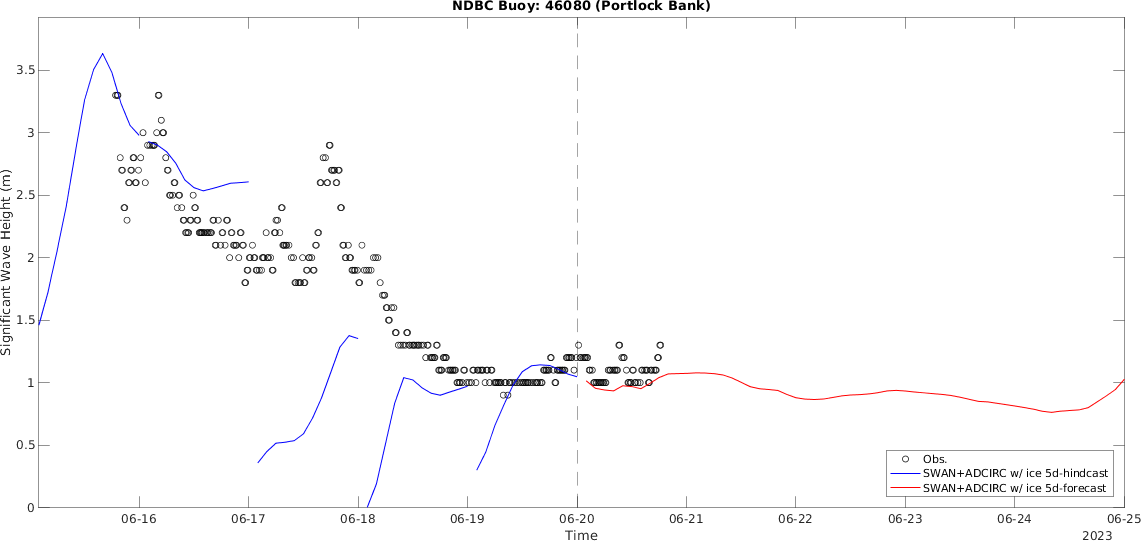 NDBC Buoy: 46080 (Portlock Bank)
Significant Wave Height (m)
3.5
3
2.5
2
1.5
1
0.5
0
Obs.
SWAN+ADCIRC w/ ice 5d-hindcast
SWAN+ADCIRC w/ ice 5d-forecast
06-16 06-17 06-18 06-19 06-20 06-21 06-22 06-23 06-24 06-25
Time
2023